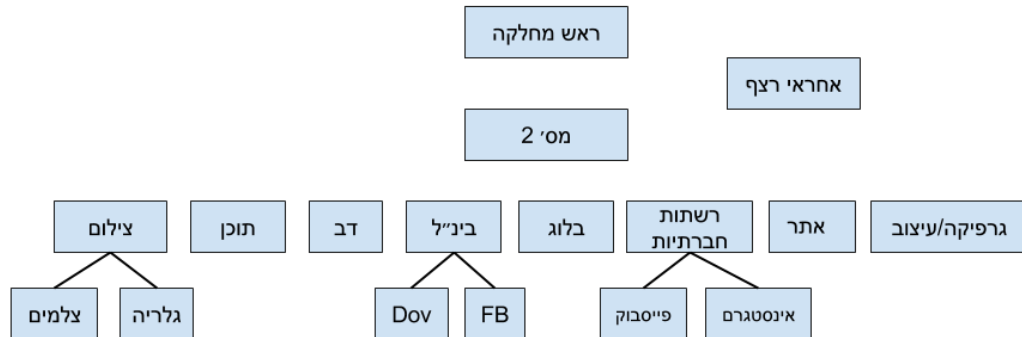 ראש מחלקה
אחראי רצף
מס׳ 2
גרפיקה/עיצוב
אתר
רשתות
חברתיות
בלוג
בינ״ל
דב
תוכן
צילום
אינסטגרם
פייסבוק
FB
Dov
גלריה
צלמים